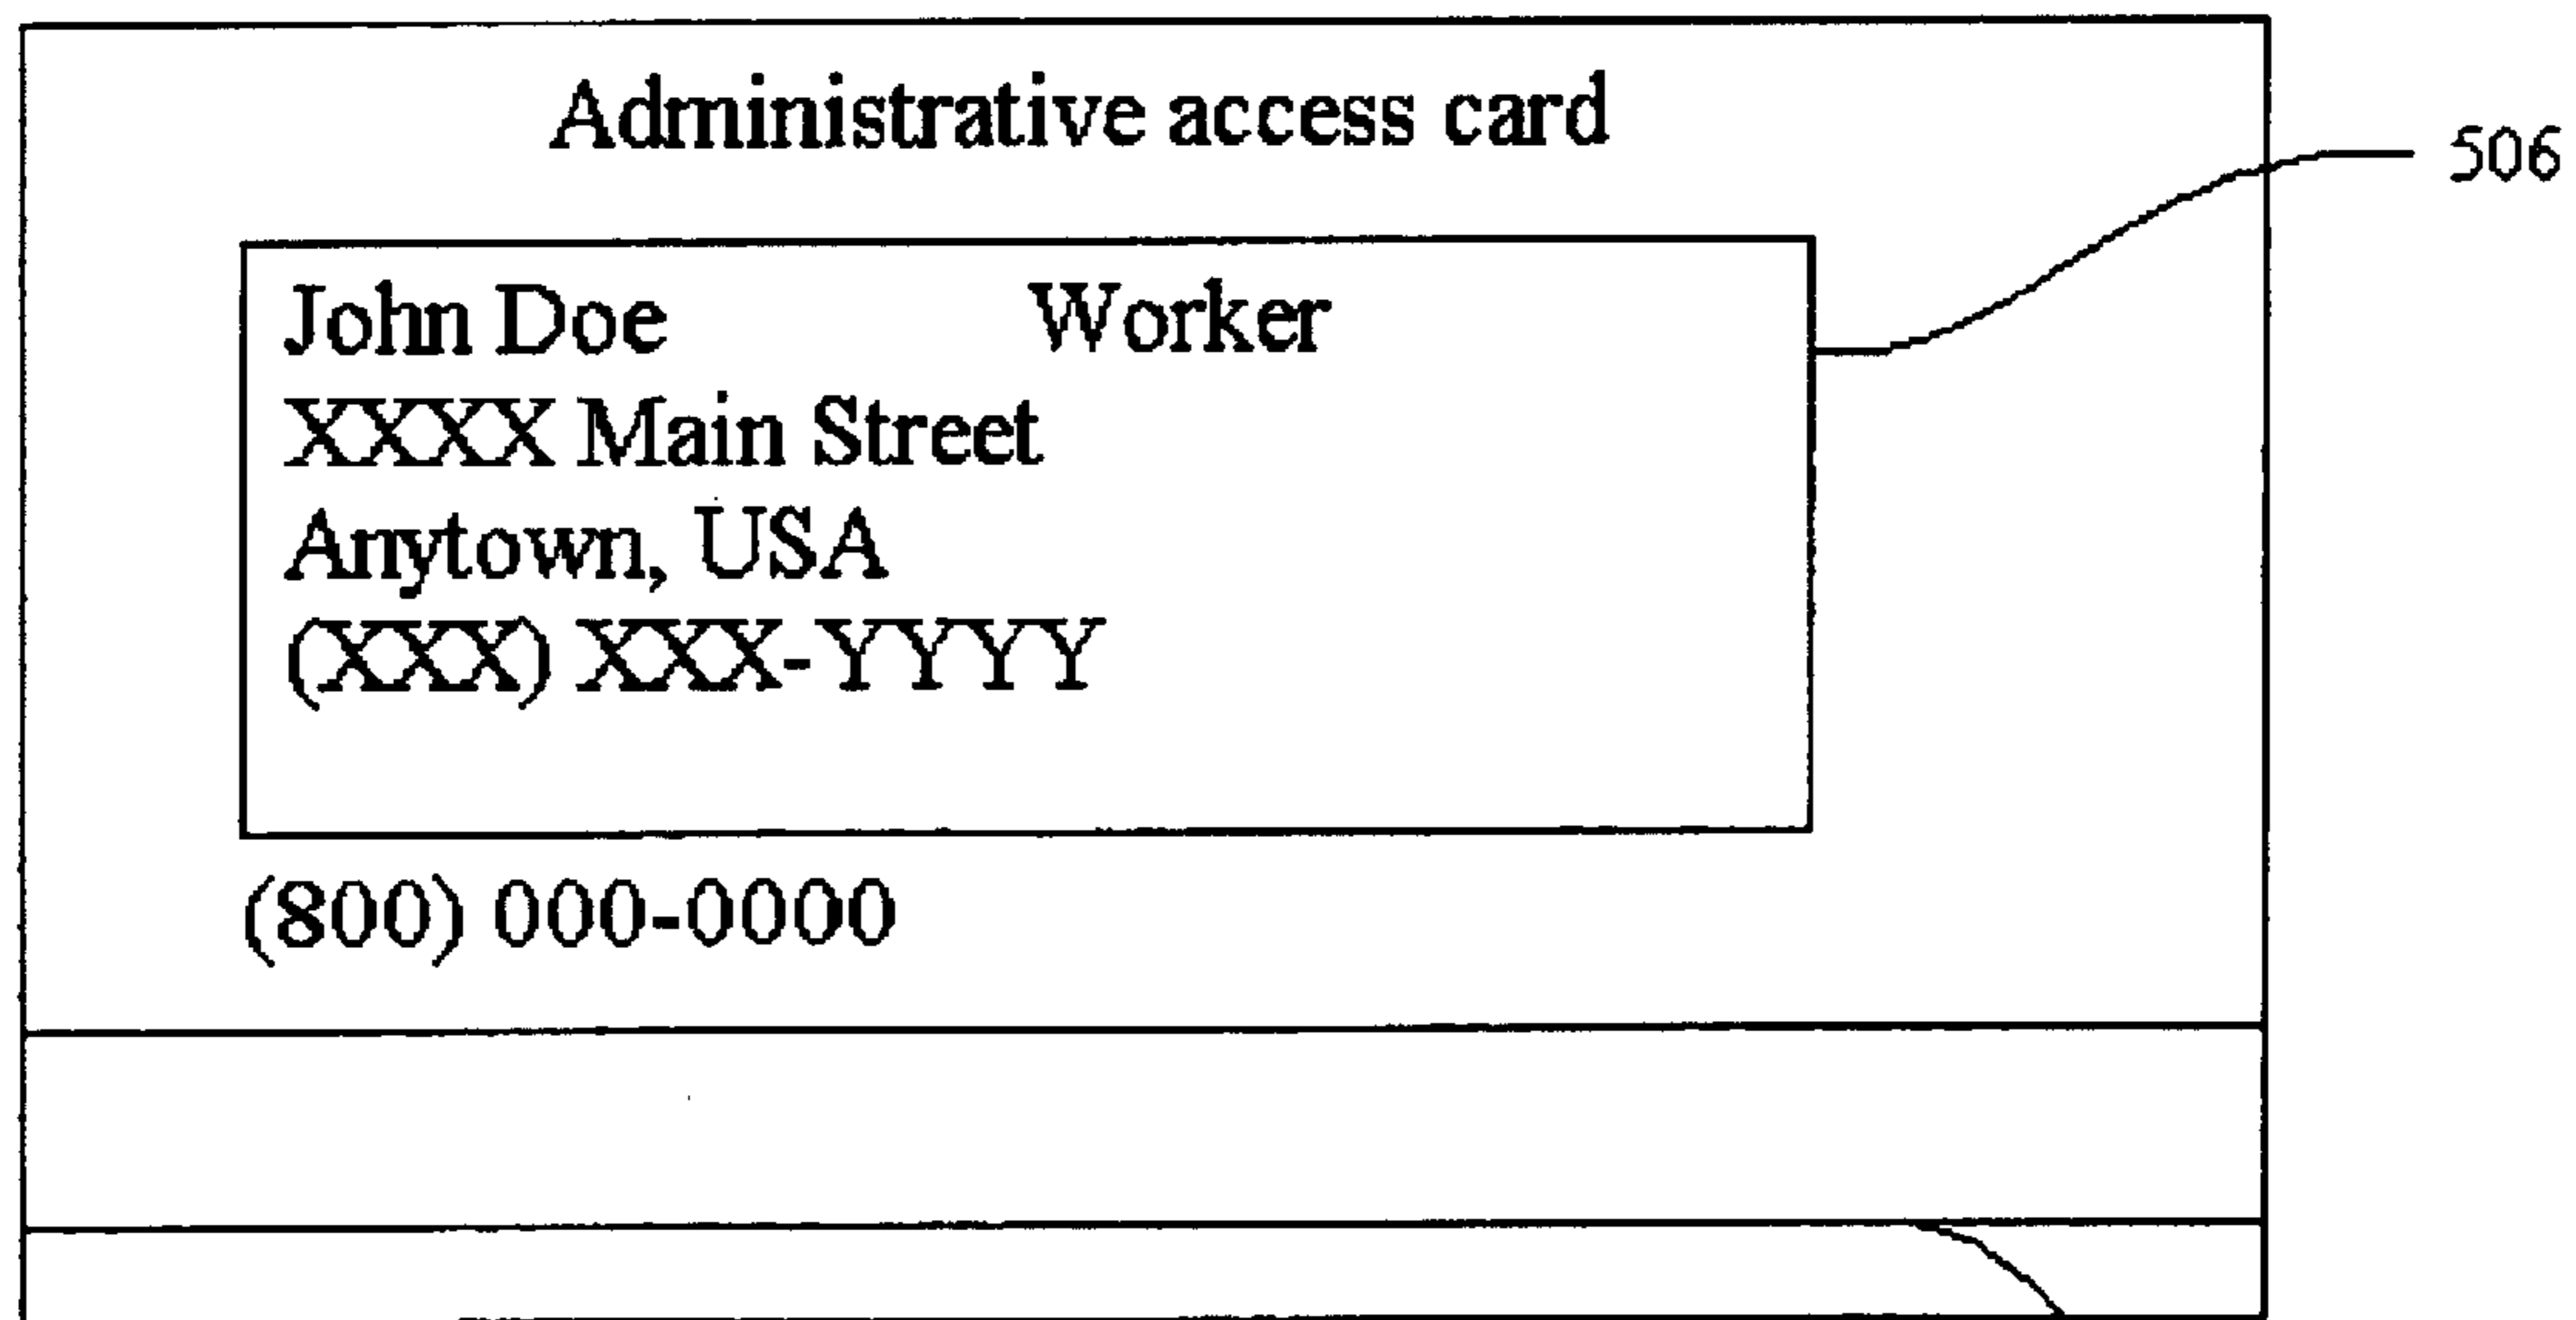 Administrative access card
506
John Doe Worker
XXXX Main Street
Anytown, USA
(XXX) XXX-YYYY
(800) 000-0000